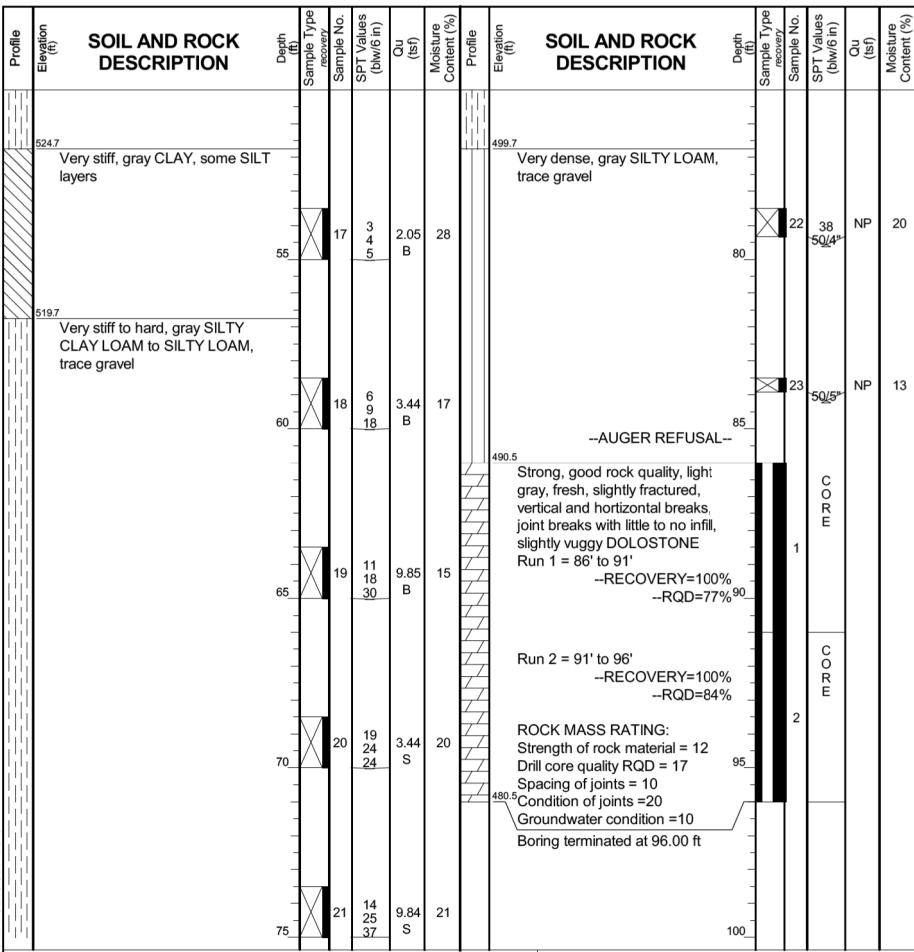 Profile
Elevation (ft)
SOIL AND ROCK
DESCRIPTION
Depth (ft)
Sample Type
recovery
Sample No.
SPT Values (blw/6 in)
Qu (tsf)
Moisture Content (%)
Profile
Elevation (ft)
SOIL AND ROCK
DESCRIPTION
Depth (ft)
Sample Type
recovery
Sample No.
SPT Values (blw/6 in)
Qu (tsf)
Moisture Content (%)
524.7
Very stiff, gray CLAY, some SILT
layers
17
3
4
5
2.05
B
28
55
519.7
Very stiff to hard, gray SILTY
CLAY LOAM to SILTY LOAM,
trace gravel
18
6
9
18
3.44
B
17
60
19
11
18
30
9.85
B
15
65
20
19
24
24
3.44
S
20
70
21
14
25
37
9.84
S
21
75
499.7
Very dense, gray SILTY LOAM,
trace gravel
22
38
50/4"
NP
20
80
23
50/5"
NP
13
85
--AUGER REFUSAL--
490.5
Strong, good rock quality, light
gray, fresh, slightly fractured,
vertical and hortizontal breaks,
joint breaks with little to no infill,
slightly vuggy DOLOSTONE
Run 1 = 86' to 91'
--RECOVERY=100%
--RQD=77%
90
1
CORE
Run 2 = 91' to 96'
--RECOVERY=100%
--RQD=84%
2
CORE
ROCK MASS RATING:
Strength of rock material = 12
Drill core quality RQD = 17
95
Spacing of joints = 10
480.5
Condition of joints =20
Groundwater condition =10
Boring terminated at 96.00 ft
100